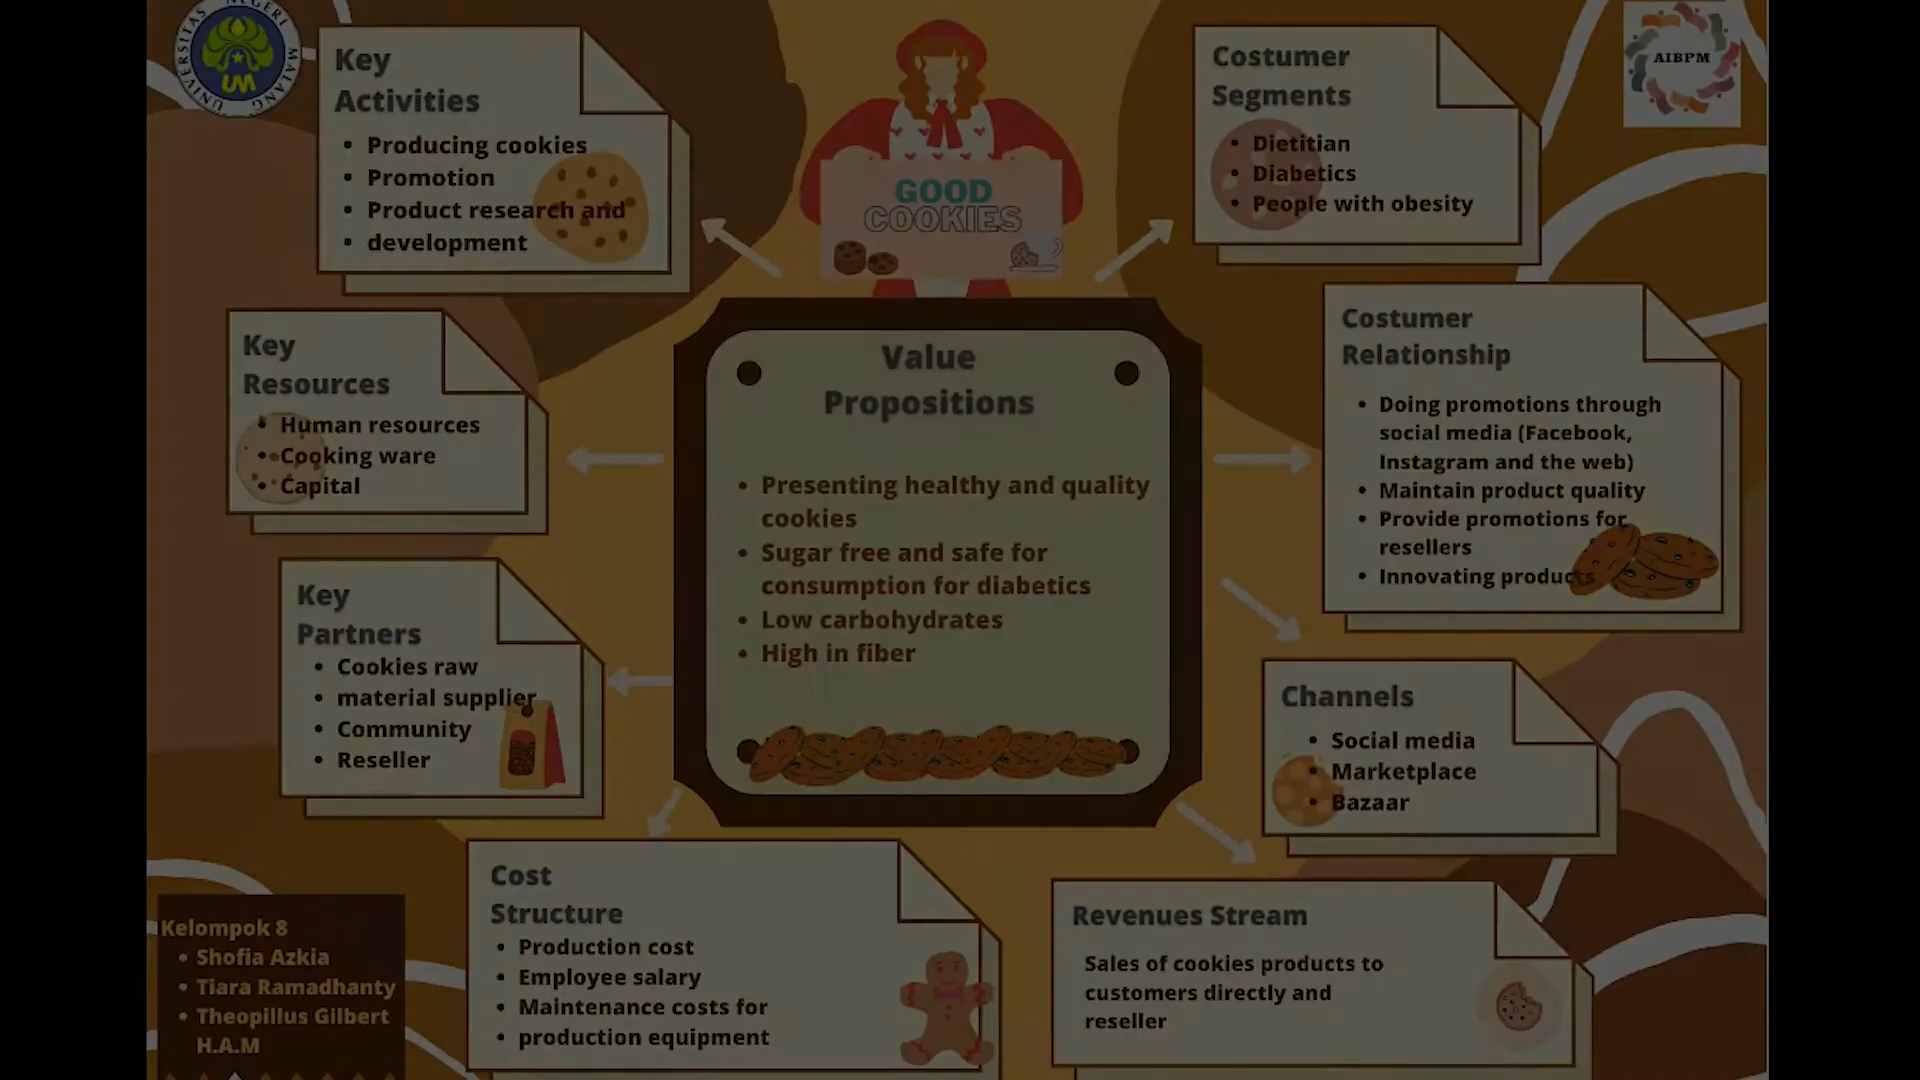 UNIVERSITAS NEGERI MALANG
UM
Key
Activities
• Producing cookies
• Promotion
• Product research and
• development
GOOD
COOKIES
Costumer
Segments
• Dietitian
• Diabetics
• People with obesity
AIBPM
Key
Resources
• Human resources
• Cooking ware
• Capital
Value
Propositions
• Presenting healthy and quality
cookies
• Sugar free and safe for
consumption for diabetics
• Low carbohydrates
• High in fiber
Costumer
Relationship
• Doing promotions through
social media (Facebook,
Instagram and the web)
• Maintain product quality
• Provide promotions for
resellers
• Innovating products
Key
Partners
• Cookies raw
• material supplier
• Community
• Reseller
Channels
• Social media
• Marketplace
• Bazaar
Cost
Structure
• Production cost
• Employee salary
• Maintenance costs for
• production equipment
Revenues Stream
Sales of cookies products to
customers directly and
reseller
Kelompok 8
• Shofia Azkia
• Tiara Ramadhanty
• Theopillus Gilbert
H.A.M